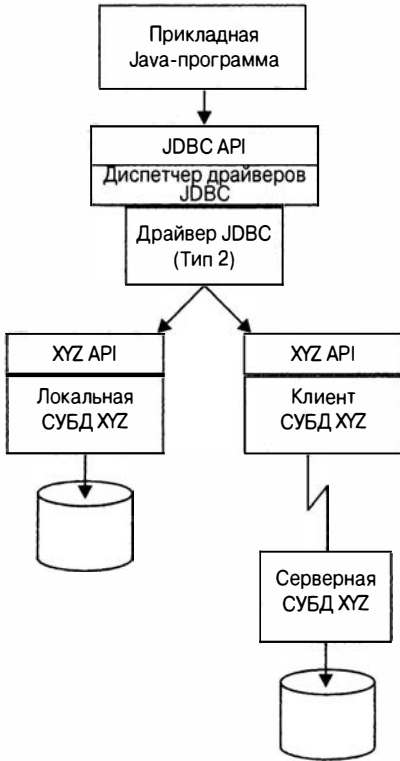 Прикладная
Java-программа
JDBC API
Диспетчер драйверов
JDBC
Драйвер JDBC
(Тип 2)
XYZ API
XYZ API
Локальная
СУБД XYZ
Клиент
СУБД XYZ
Серверная
СУБД XYZ